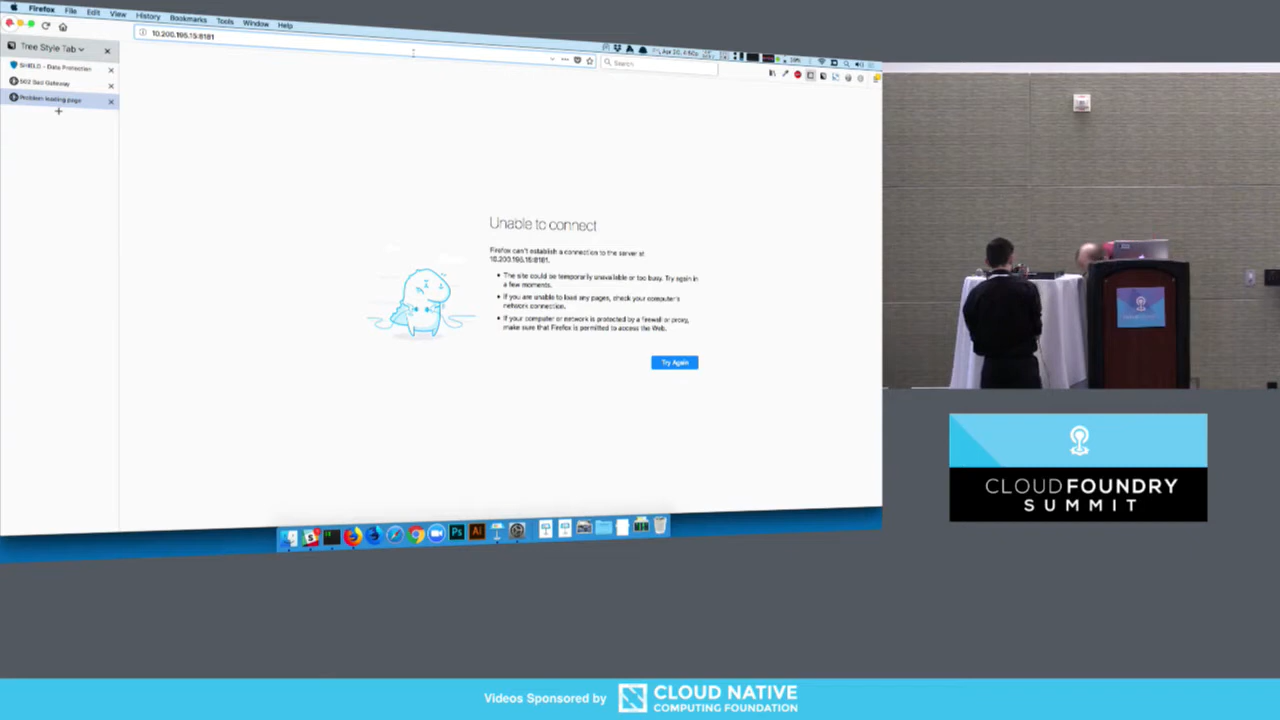 Firefox File Edit View History Bookmarks Tools Window Help
10.200.195.15:8181
Search
Tree Style Tab
SHIELD - Data Protection
502 Bad Gateway
Problem loading page
Unable to connect
Firefox can't establish a connection to the server at
10.200.195.15:8181.
The site could be temporarily unavailable or too busy. Try again in
a few moments.
If you are unable to load any pages, check your computer's
network connection.
If your computer or network is protected by a firewall or proxy,
make sure that Firefox is permitted to access the Web.
Try Again
Ps
Ai
CLOUDFOUNDRY
SUMMIT
Videos Sponsored by
CLOUD NATIVE
COMPUTING FOUNDATION